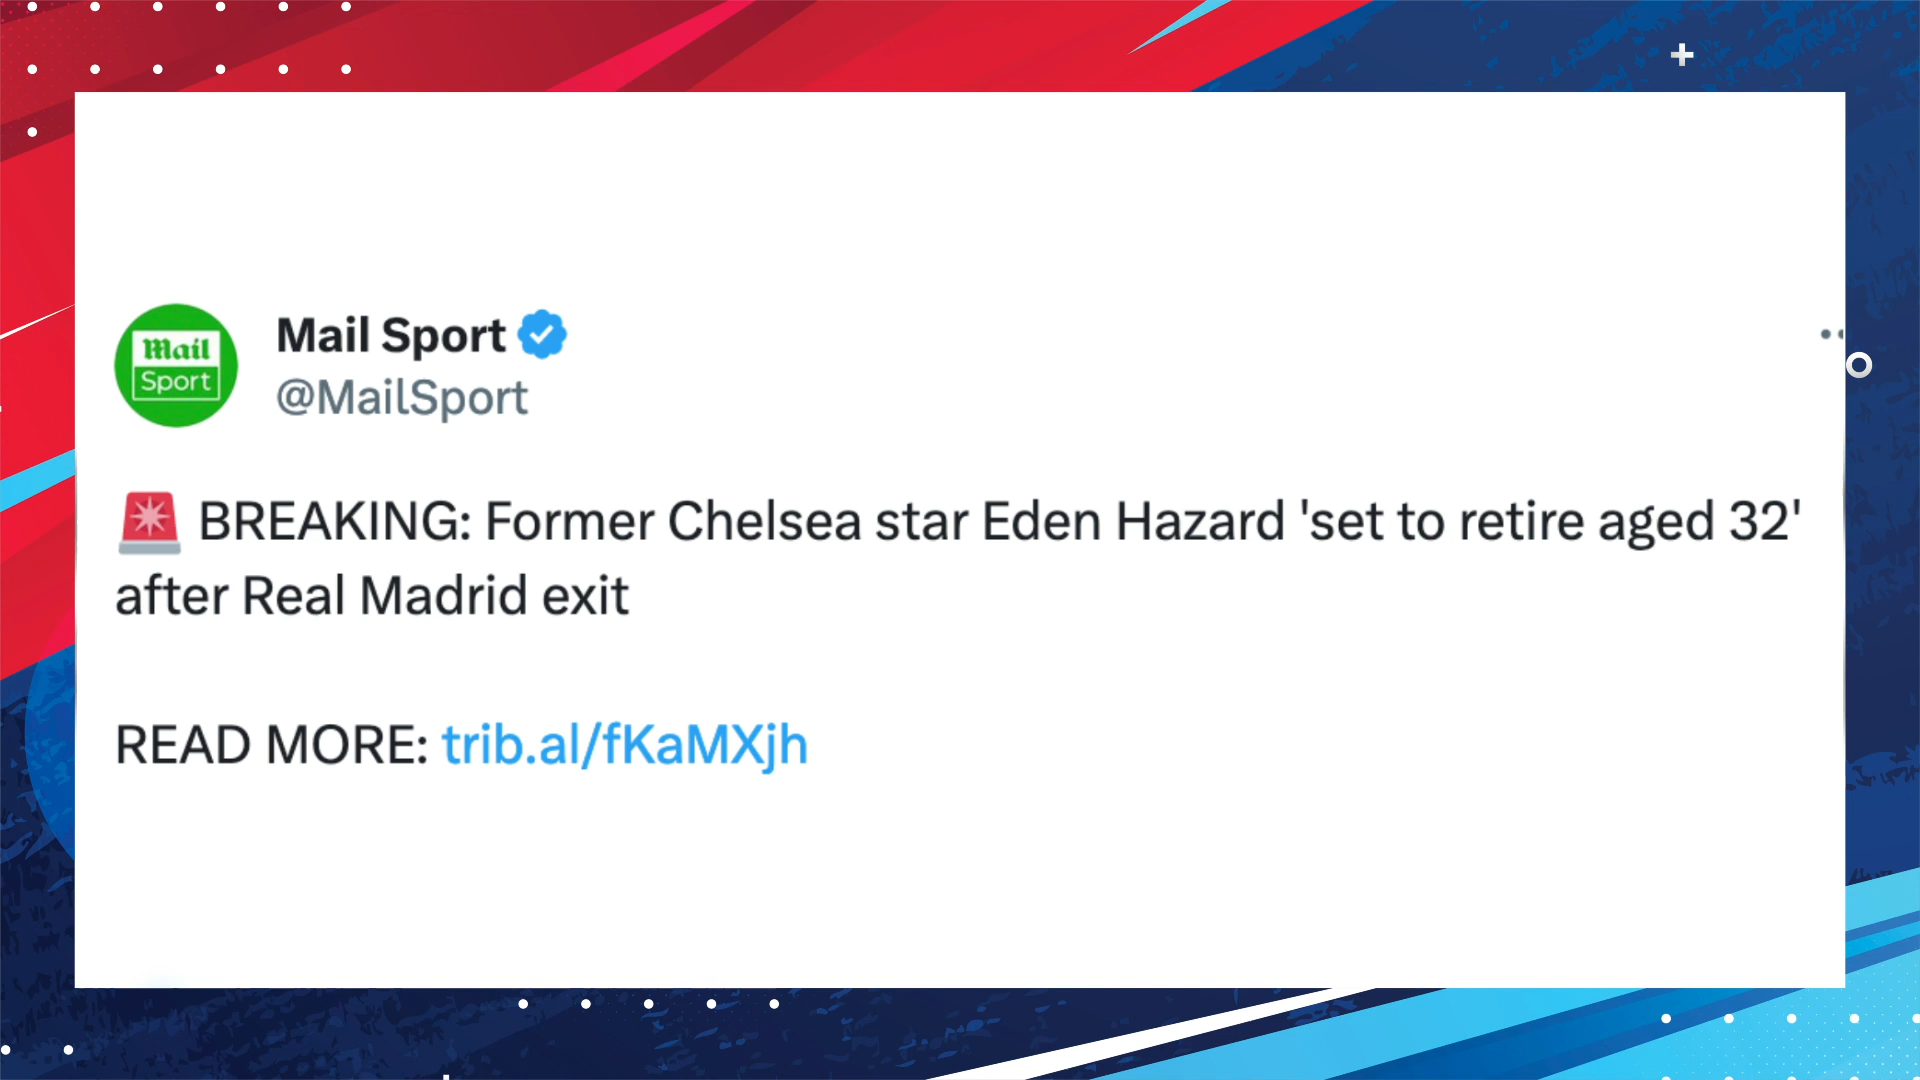 Mail
Sport
Mail Sport
@MailSport
🚨 BREAKING: Former Chelsea star Eden Hazard 'set to retire aged 32'
after Real Madrid exit
READ MORE: trib.al/fKaMXjh